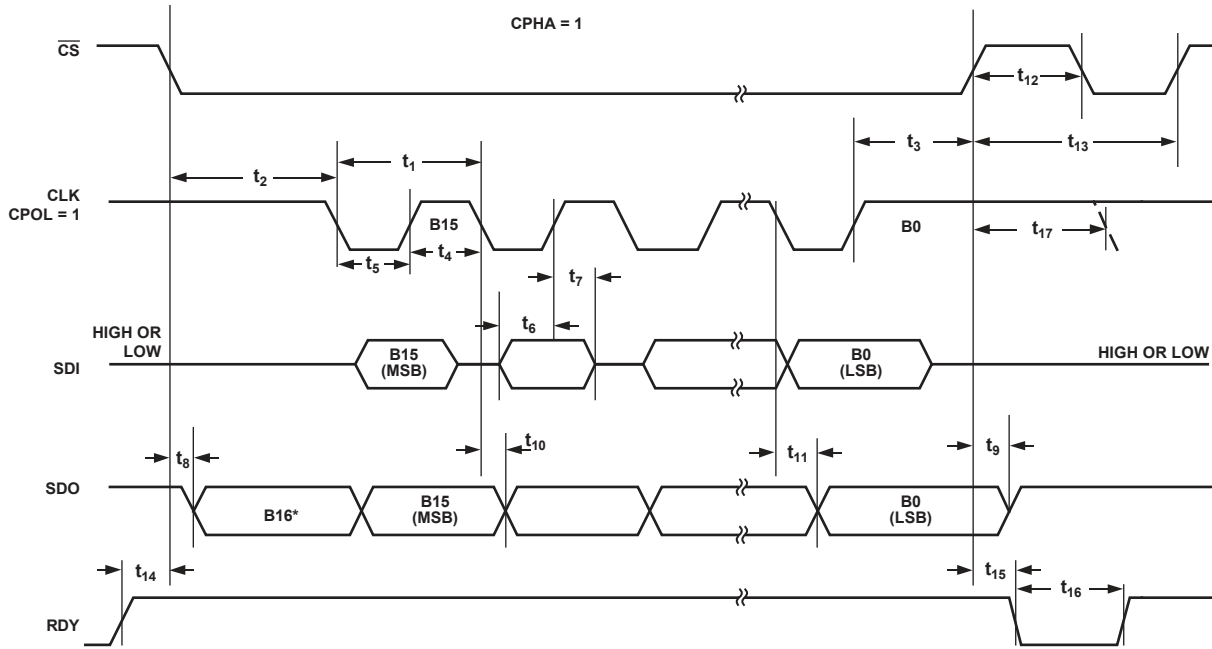 CPHA = 1
CS
t12
t3
t13
t1
t2
CLK
CPOL = 1
B15
B0
t17
t5
t4
t7
t6
HIGH OR
LOW
SDI
B15
(MSB)
B0
(LSB)
HIGH OR LOW
t8
t10
t11
t9
SDO
B16*
B15
(MSB)
B0
(LSB)
t14
t15
t16
RDY